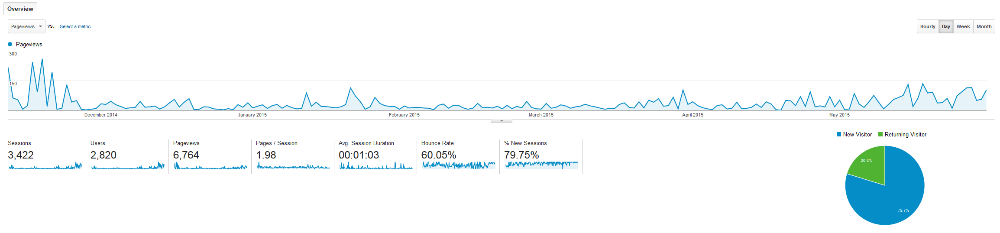 Overview
Pageviews vs. Select a metric
Hourly Day Week Month
Pageviews
300
150
December 2014 January 2015 February 2015 March 2015 April 2015 May 2015
New Visitor Returning Visitor
Sessions Users Pageviews Pages / Session Avg. Session Duration Bounce Rate % New Sessions
3,422 2,820 6,764 1.98 00:01:03 60.05% 79.75%
20.3%
79.7%